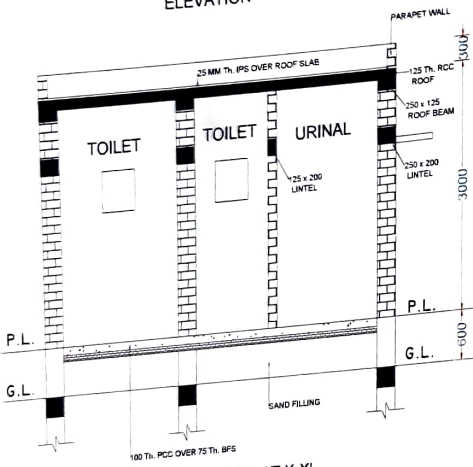 ELEVATION
PARAPET WALL
25 MM Th. IPS OVER ROOF SLAB
125 Th. RCC
ROOF
250 x 125
ROOF BEAM
300
TOILET
TOILET
URINAL
125 x 200
LINTEL
250 x 200
LINTEL
3000
P.L.
P.L.
600
G.L.
G.L.
SAND FILLING
100 Th. PCC OVER 75 Th. BFS